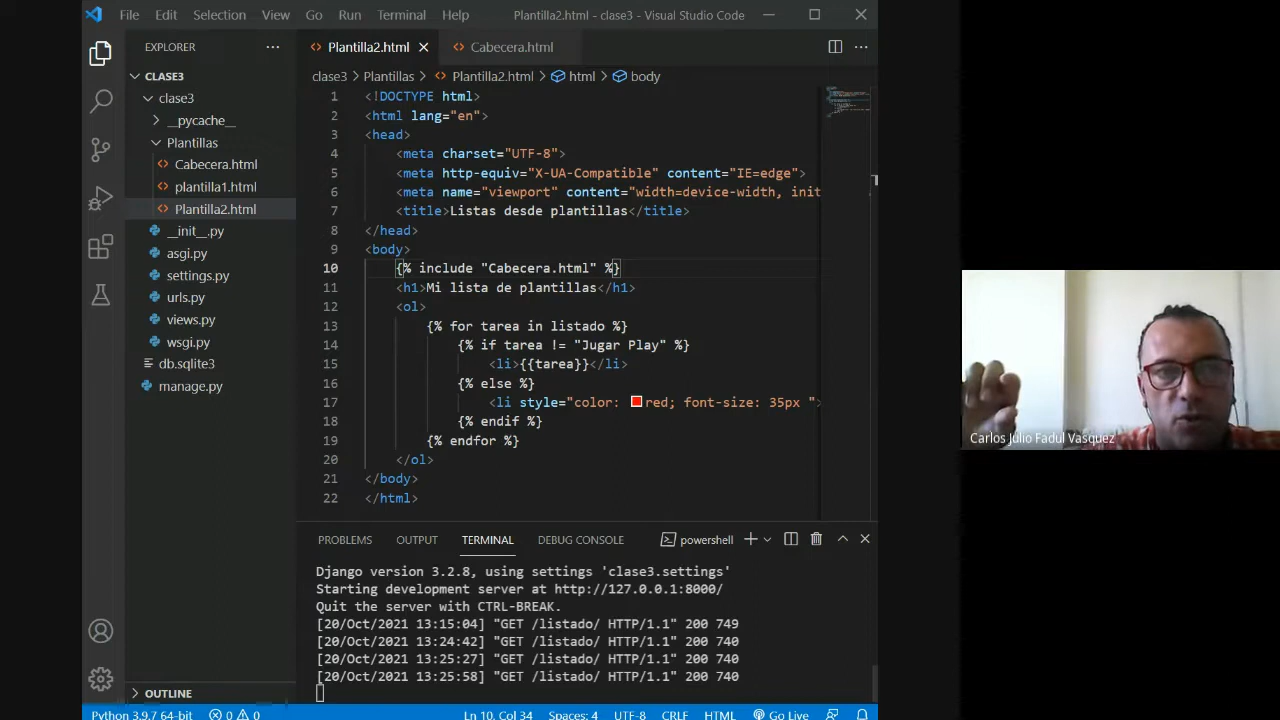 File Edit Selection View Go Run Terminal Help Plantilla2.html - clase3 - Visual Studio Code
EXPLORER
CLASE3
clase3
__pycache__
Plantillas
Cabecera.html
plantilla1.html
Plantilla2.html
__init__.py
asgi.py
settings.py
urls.py
views.py
wsgi.py
db.sqlite3
manage.py
OUTLINE
Plantilla2.html Cabecera.html
clase3 > Plantillas > Plantilla2.html > html > body
1 <!DOCTYPE html>
2 <html lang="en">
3 <head>
4 <meta charset="UTF-8">
5 <meta http-equiv="X-UA-Compatible" content="IE=edge">
6 <meta name="viewport" content="width=device-width, init
7 <title>Listas desde plantillas</title>
8 </head>
9 <body>
10 {% include "Cabecera.html" %}
11 <h1>Mi lista de plantillas</h1>
12 <ol>
13 {% for tarea in listado %}
14 {% if tarea != "Jugar Play" %}
15 <li>{{tarea}}</li>
16 {% else %}
17 <li style="color: red; font-size: 35px ">
18 {% endif %}
19 {% endfor %}
20 </ol>
21 </body>
22 </html>
PROBLEMS OUTPUT TERMINAL DEBUG CONSOLE powershell
Django version 3.2.8, using settings 'clase3.settings'
Starting development server at http://127.0.0.1:8000/
Quit the server with CTRL-BREAK.
[20/Oct/2021 13:15:04] "GET /listado/ HTTP/1.1" 200 749
[20/Oct/2021 13:24:42] "GET /listado/ HTTP/1.1" 200 740
[20/Oct/2021 13:25:27] "GET /listado/ HTTP/1.1" 200 740
[20/Oct/2021 13:25:58] "GET /listado/ HTTP/1.1" 200 740
Python 3.9.7 64-bit 0 0 Ln 10, Col 34 Spaces: 4 UTF-8 CRLF HTML Go Live
Carlos Julio Fadul Vasquez